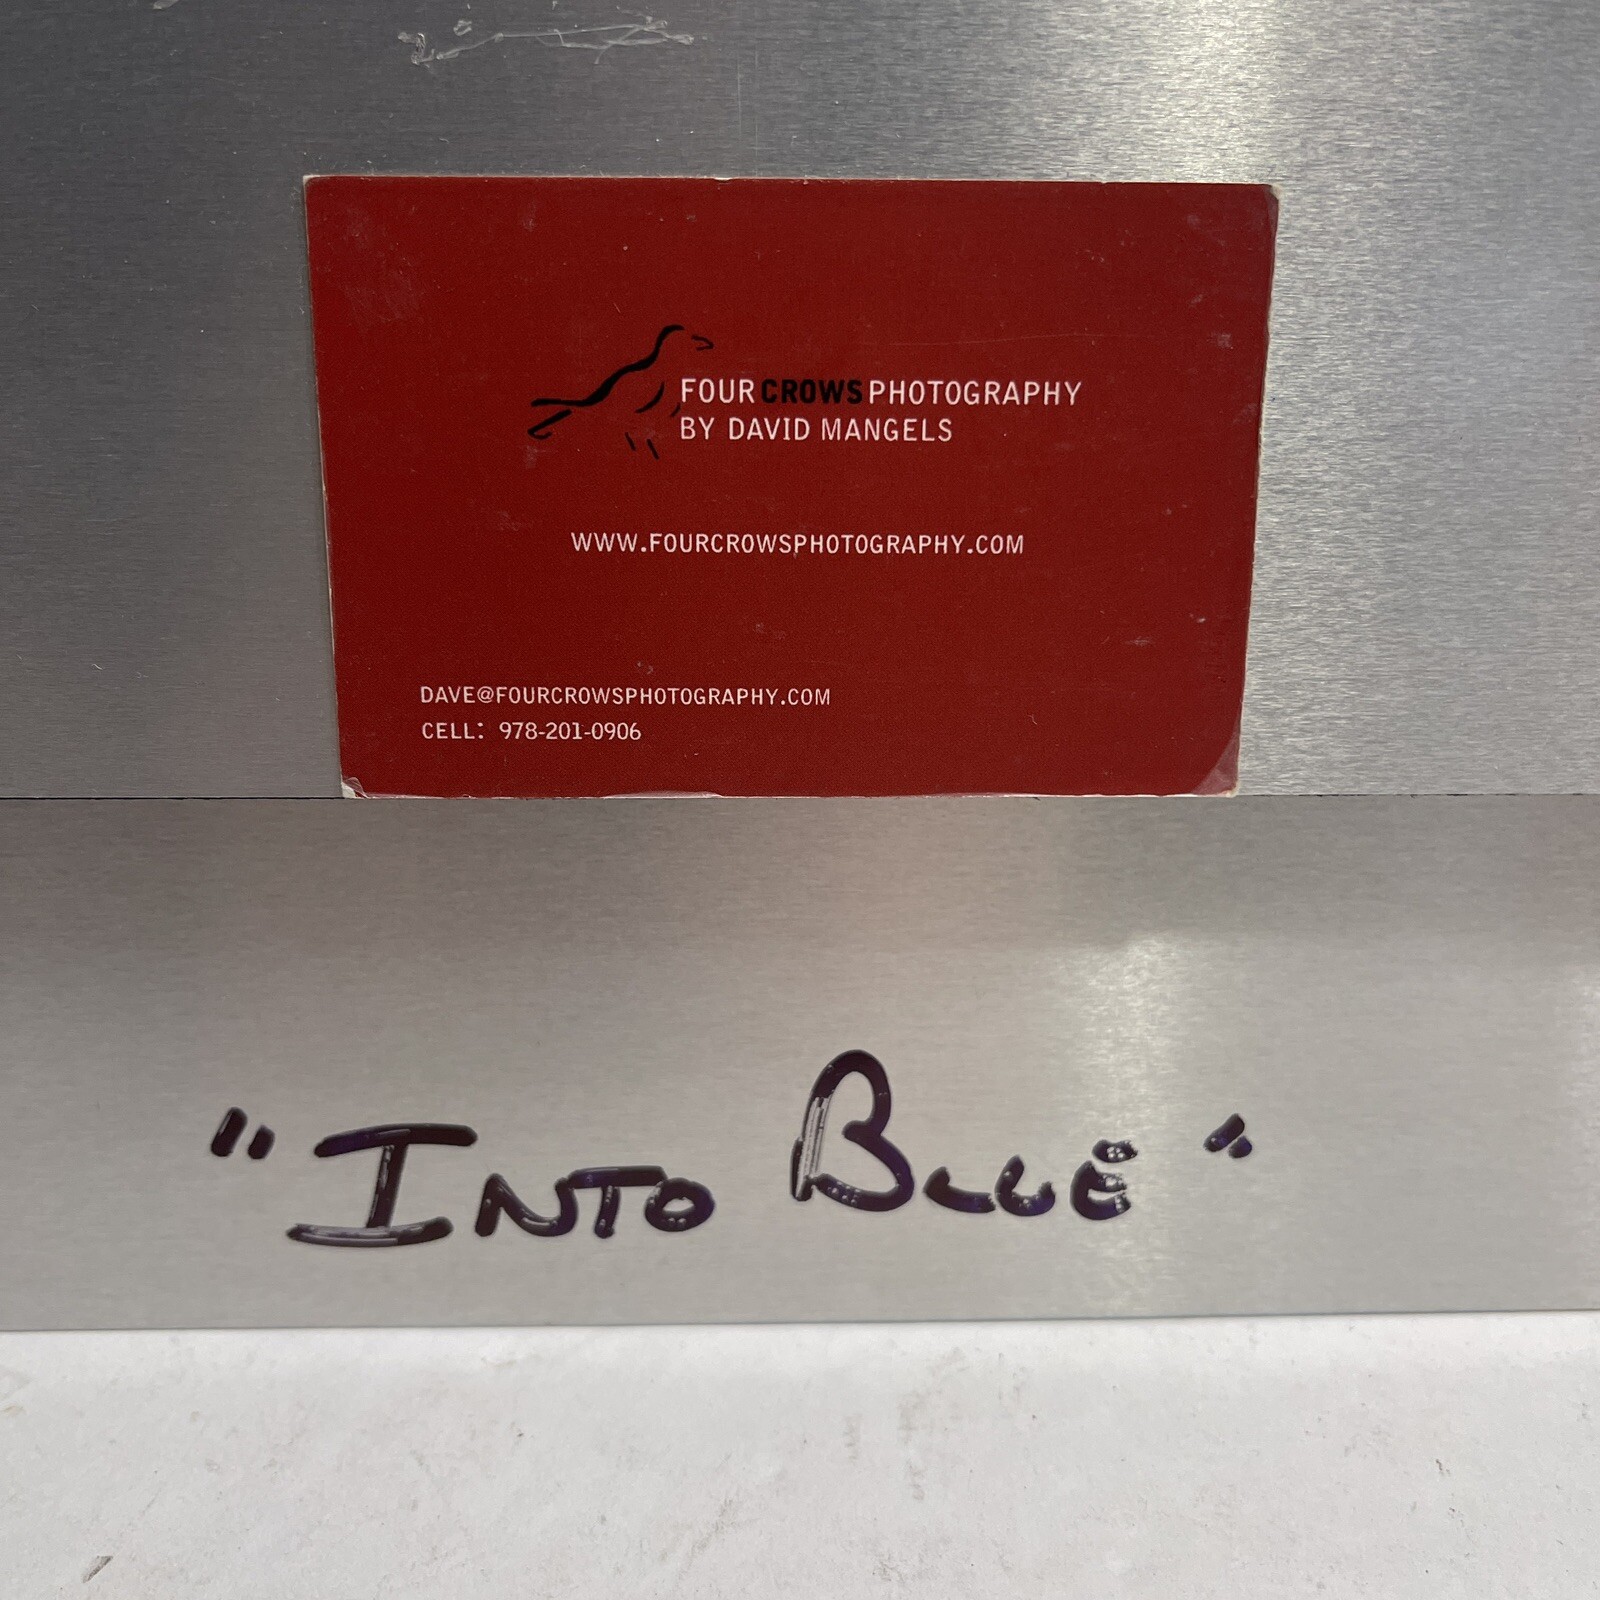 FOUR CROWS PHOTOGRAPHY
BY DAVID MANGELS
WWW.FOURCROWSPHOTOGRAPHY.COM
DAVE@FOURCROWSPHOTOGRAPHY.COM
CELL: 978-201-0906
"INTO BLUE"